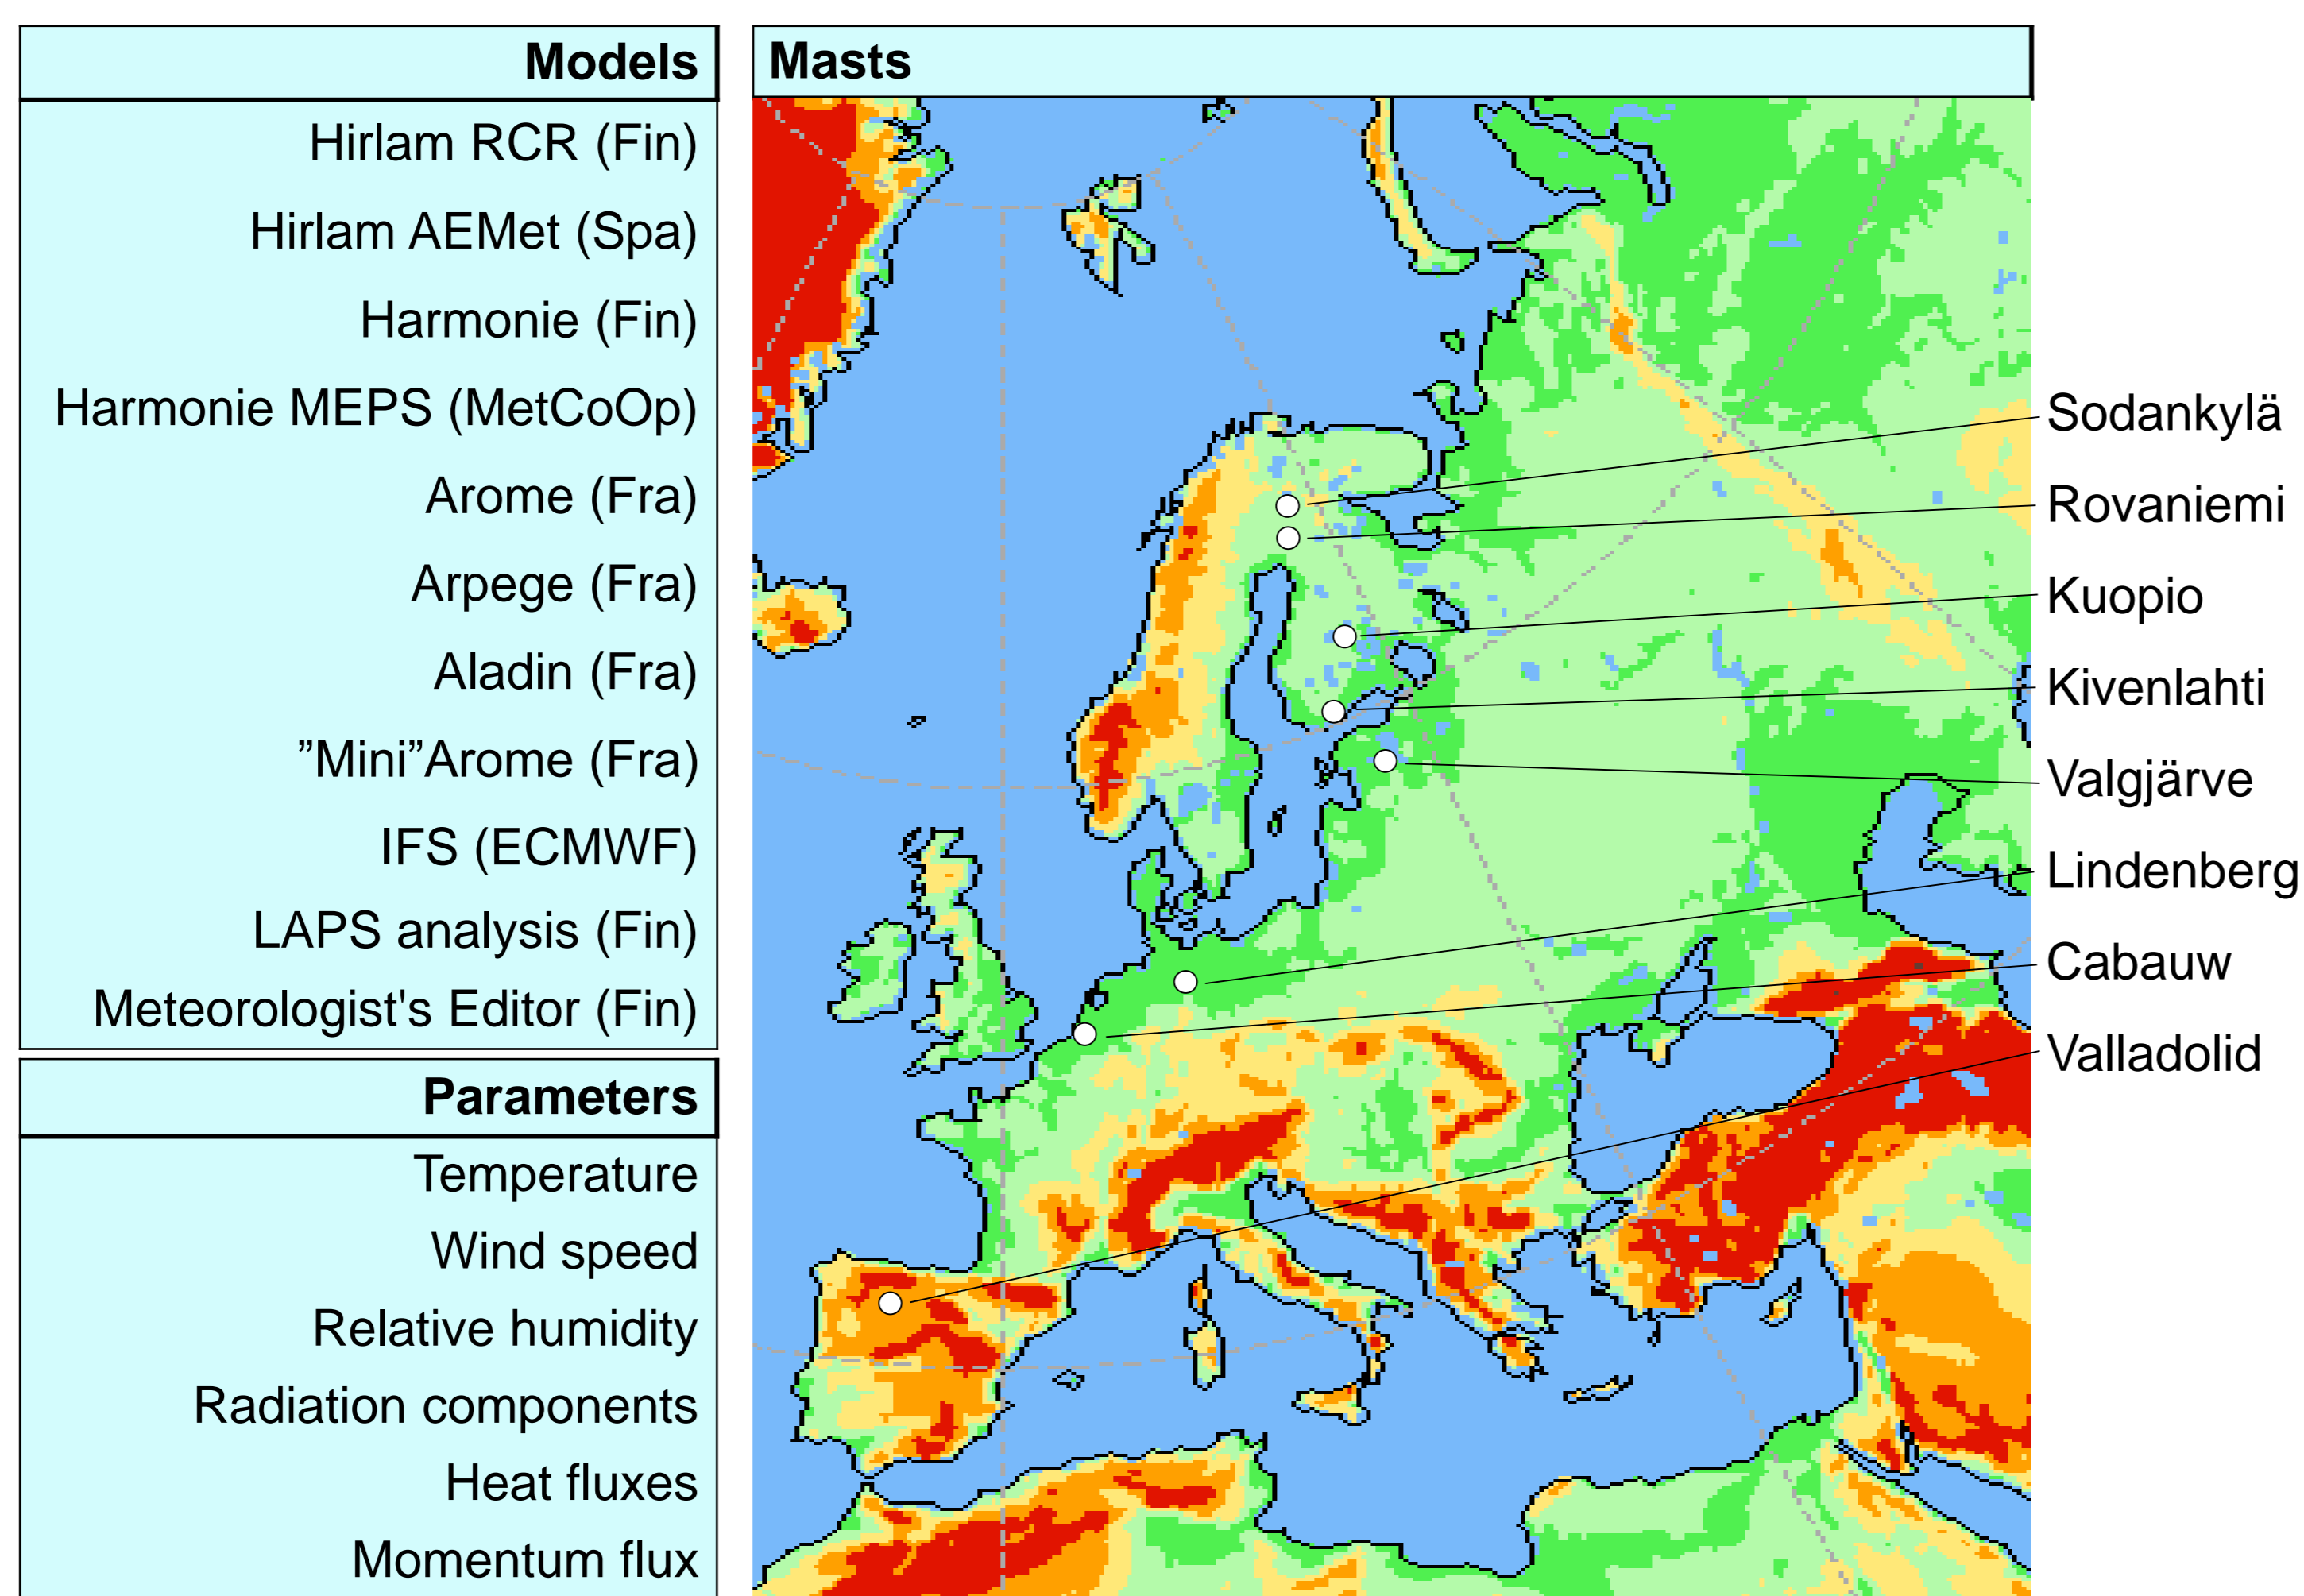 Models
Hirlam RCR (Fin)
Hirlam AEMet (Spa)
Harmonie (Fin)
Harmonie MEPS (MetCoOp)
Arome (Fra)
Arpege (Fra)
Aladin (Fra)
”Mini”Arome (Fra)
IFS (ECMWF)
LAPS analysis (Fin)
Meteorologist's Editor (Fin)
Parameters
Temperature
Wind speed
Relative humidity
Radiation components
Heat fluxes
Momentum flux
Masts
Sodankylä
Rovaniemi
Kuopio
Kivenlahti
Valgjärve
Lindenberg
Cabauw
Valladolid